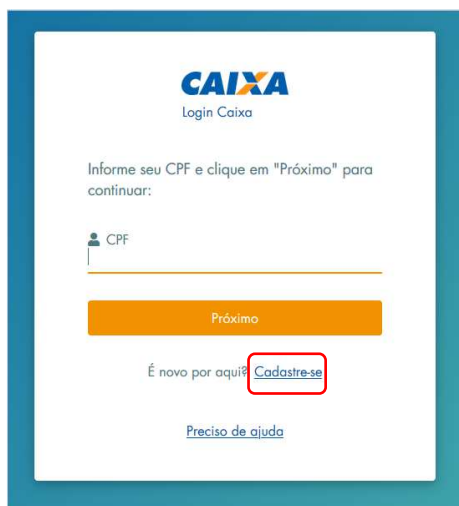 CAIXA
Login Caixa
Informe seu CPF e clique em "Próximo" para
continuar:
CPF
Próximo
É novo por aqui? Cadastre-se
Preciso de ajuda